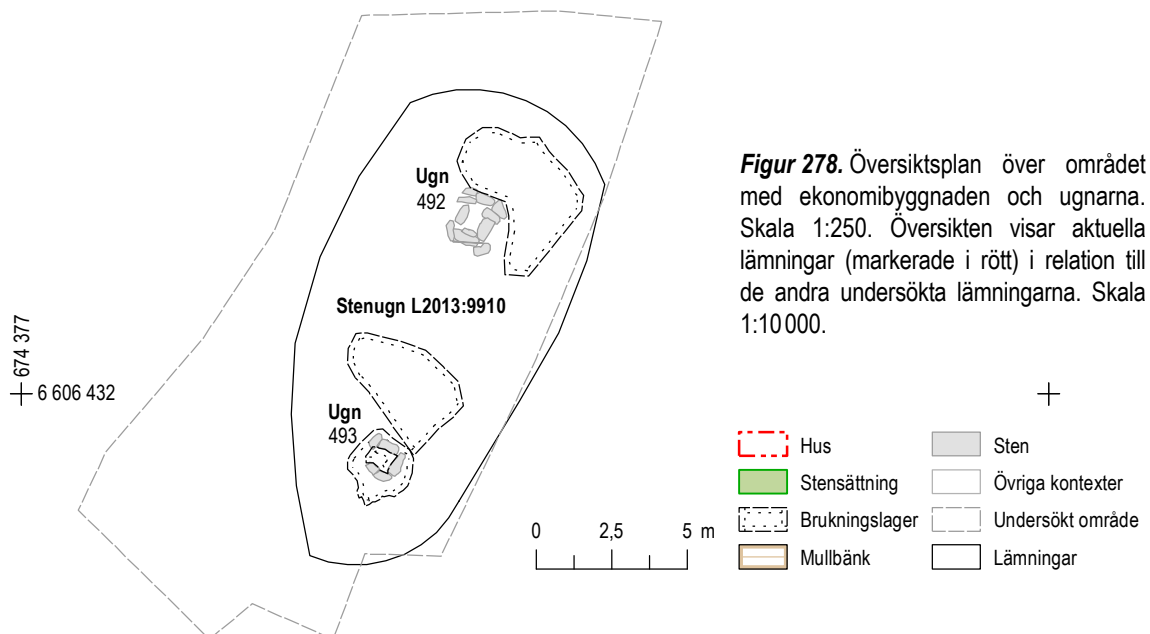 Ugn
492
Stenugn L2013:9910
Ugn
493
674 377
6 606 432
Figur 278. Översiktsplan över området
med ekonomibyggnaden och ugnarna.
Skala 1:250. Översikten visar aktuella
lämningar (markerade i rött) i relation till
de andra undersökta lämningarna. Skala
1:10 000.
0 2,5 5 m
Hus
Stensättning
Brukningslager
Mullbänk
Sten
Övriga kontexter
Undersökt område
Lämningar